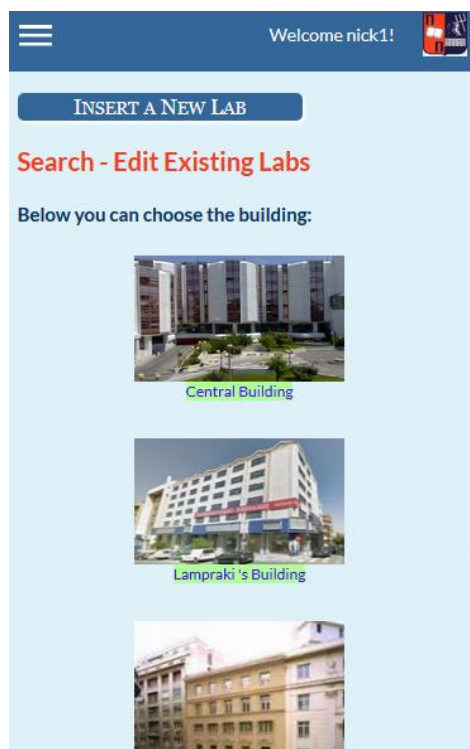 Welcome nick1!
INSERT A NEW LAB
Search - Edit Existing Labs
Below you can choose the building:
Central Building
Lampraki 's Building